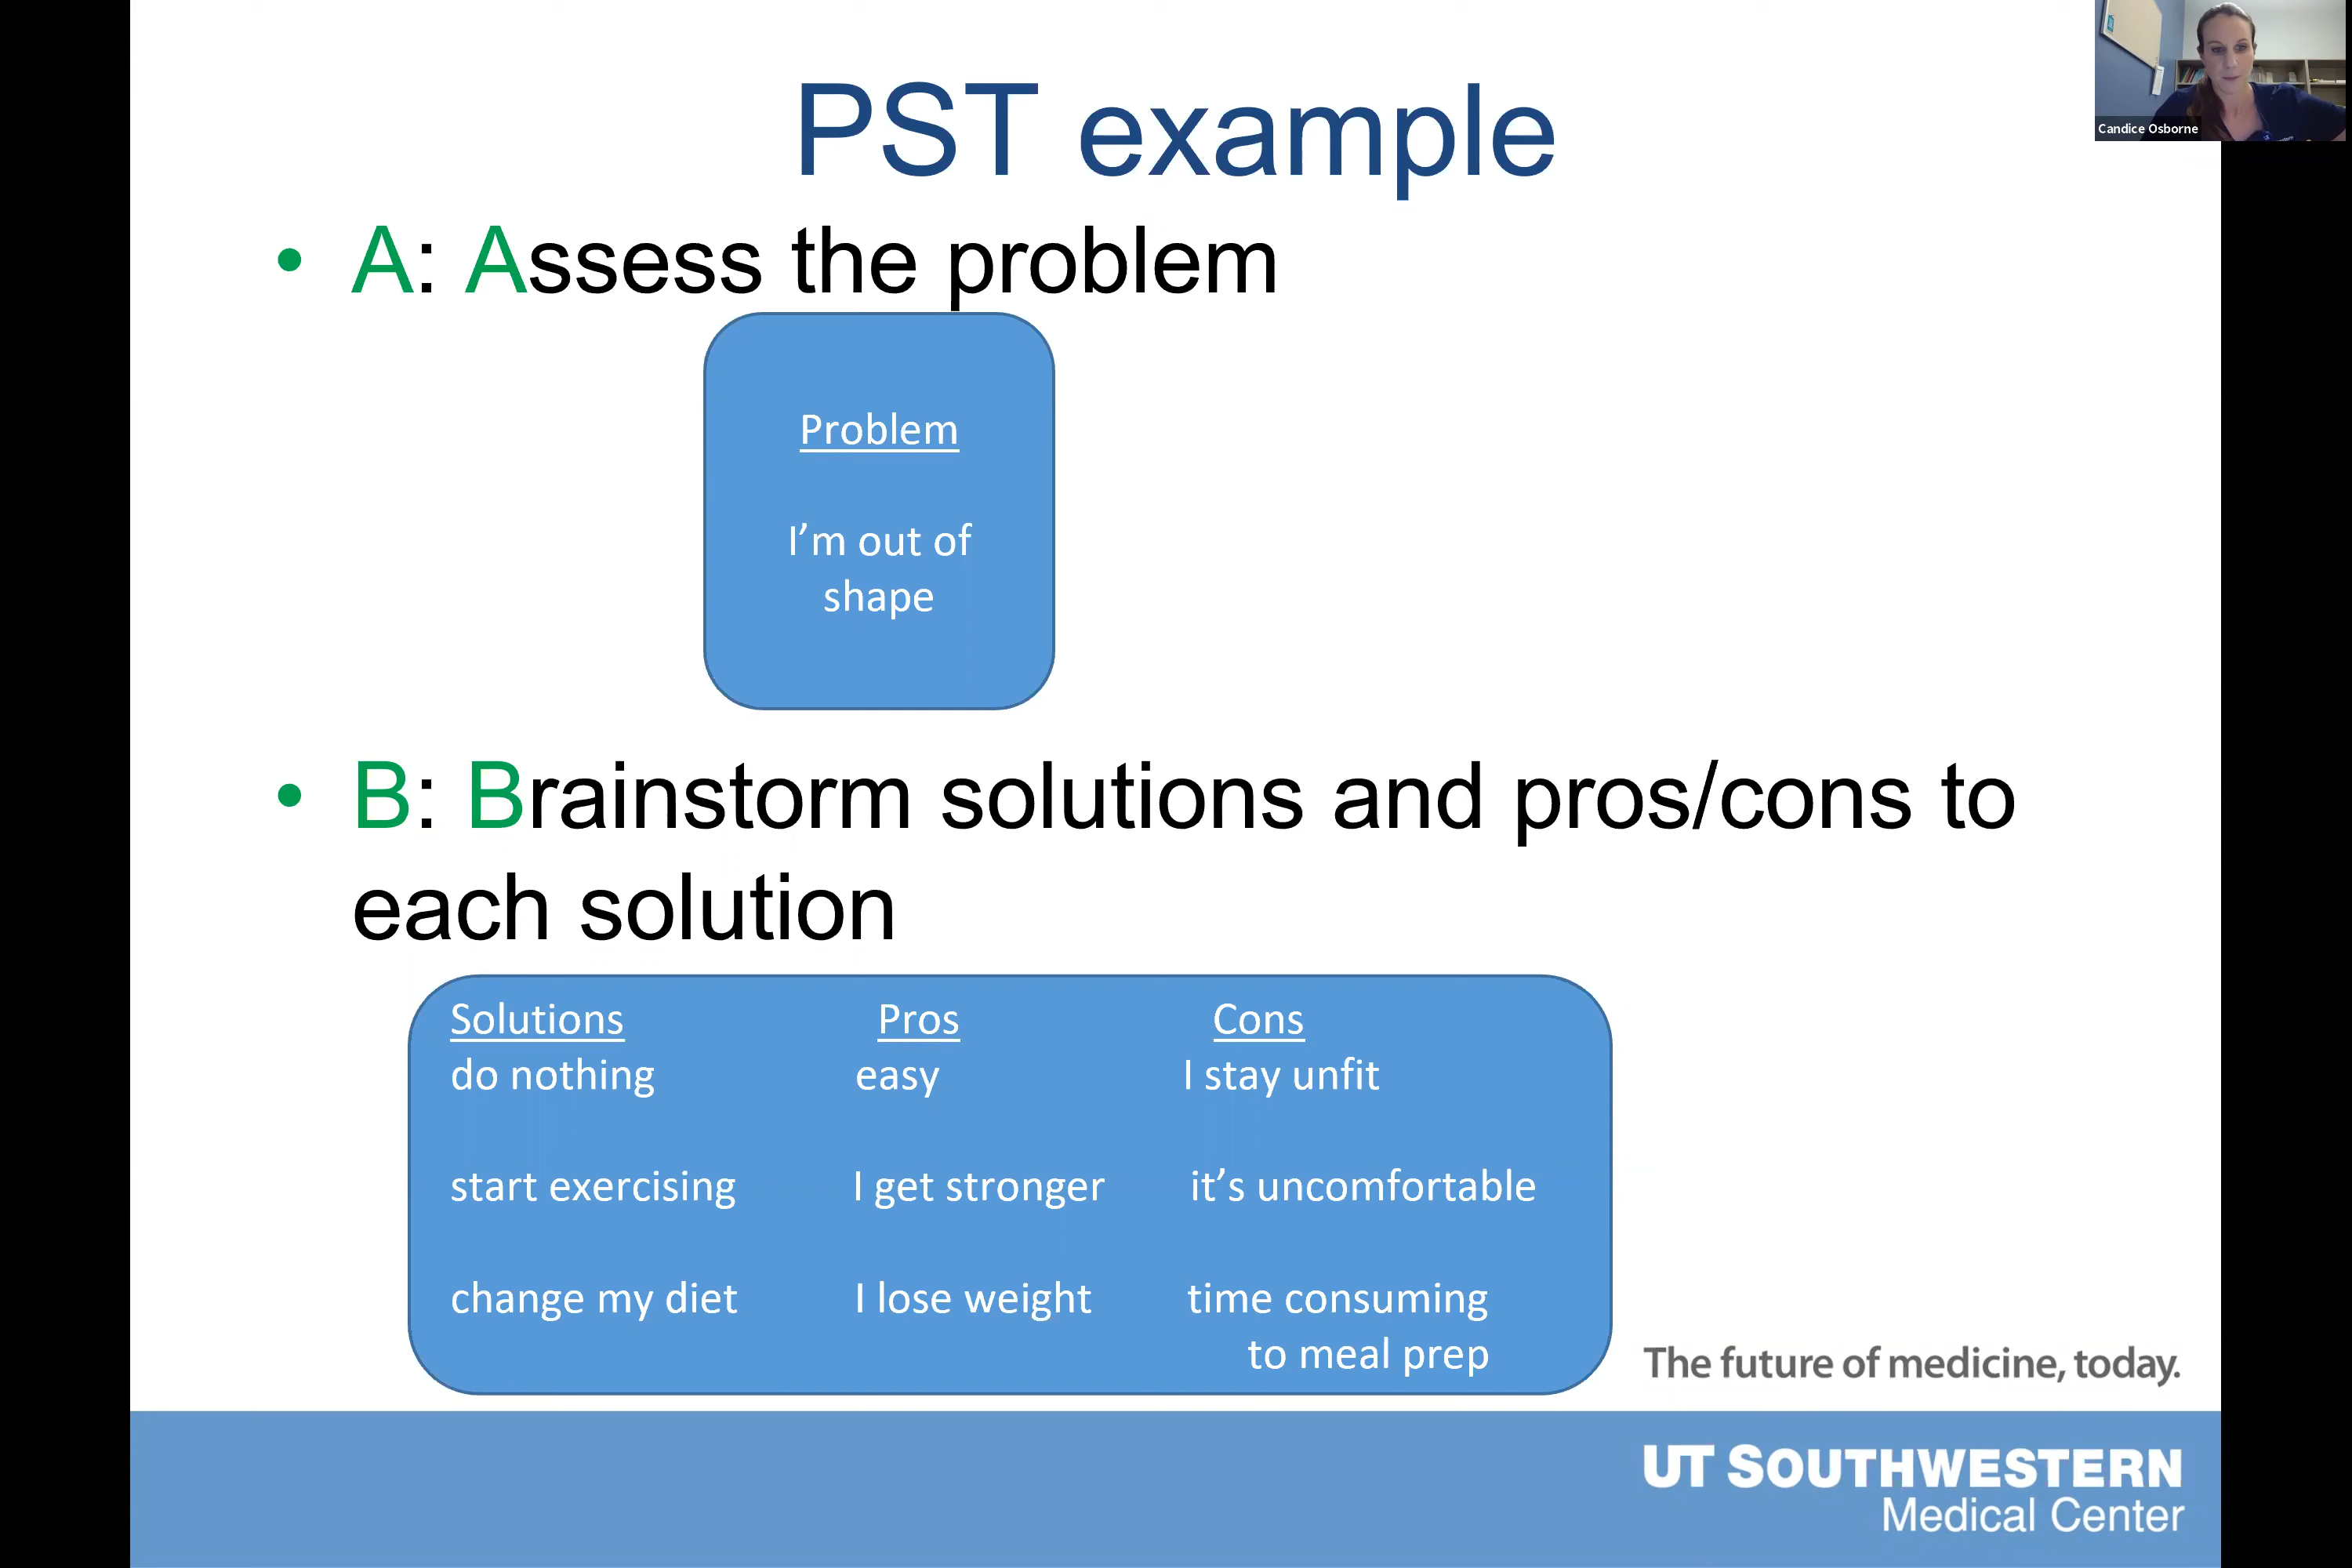 PST example
Candice Osborne
• A: Assess the problem
Problem
I'm out of
shape
• B: Brainstorm solutions and pros/cons to
each solution
Solutions Pros Cons
do nothing easy I stay unfit
start exercising I get stronger it's uncomfortable
change my diet I lose weight time consuming
to meal prep
The future of medicine, today.
UT SOUTHWESTERN
Medical Center